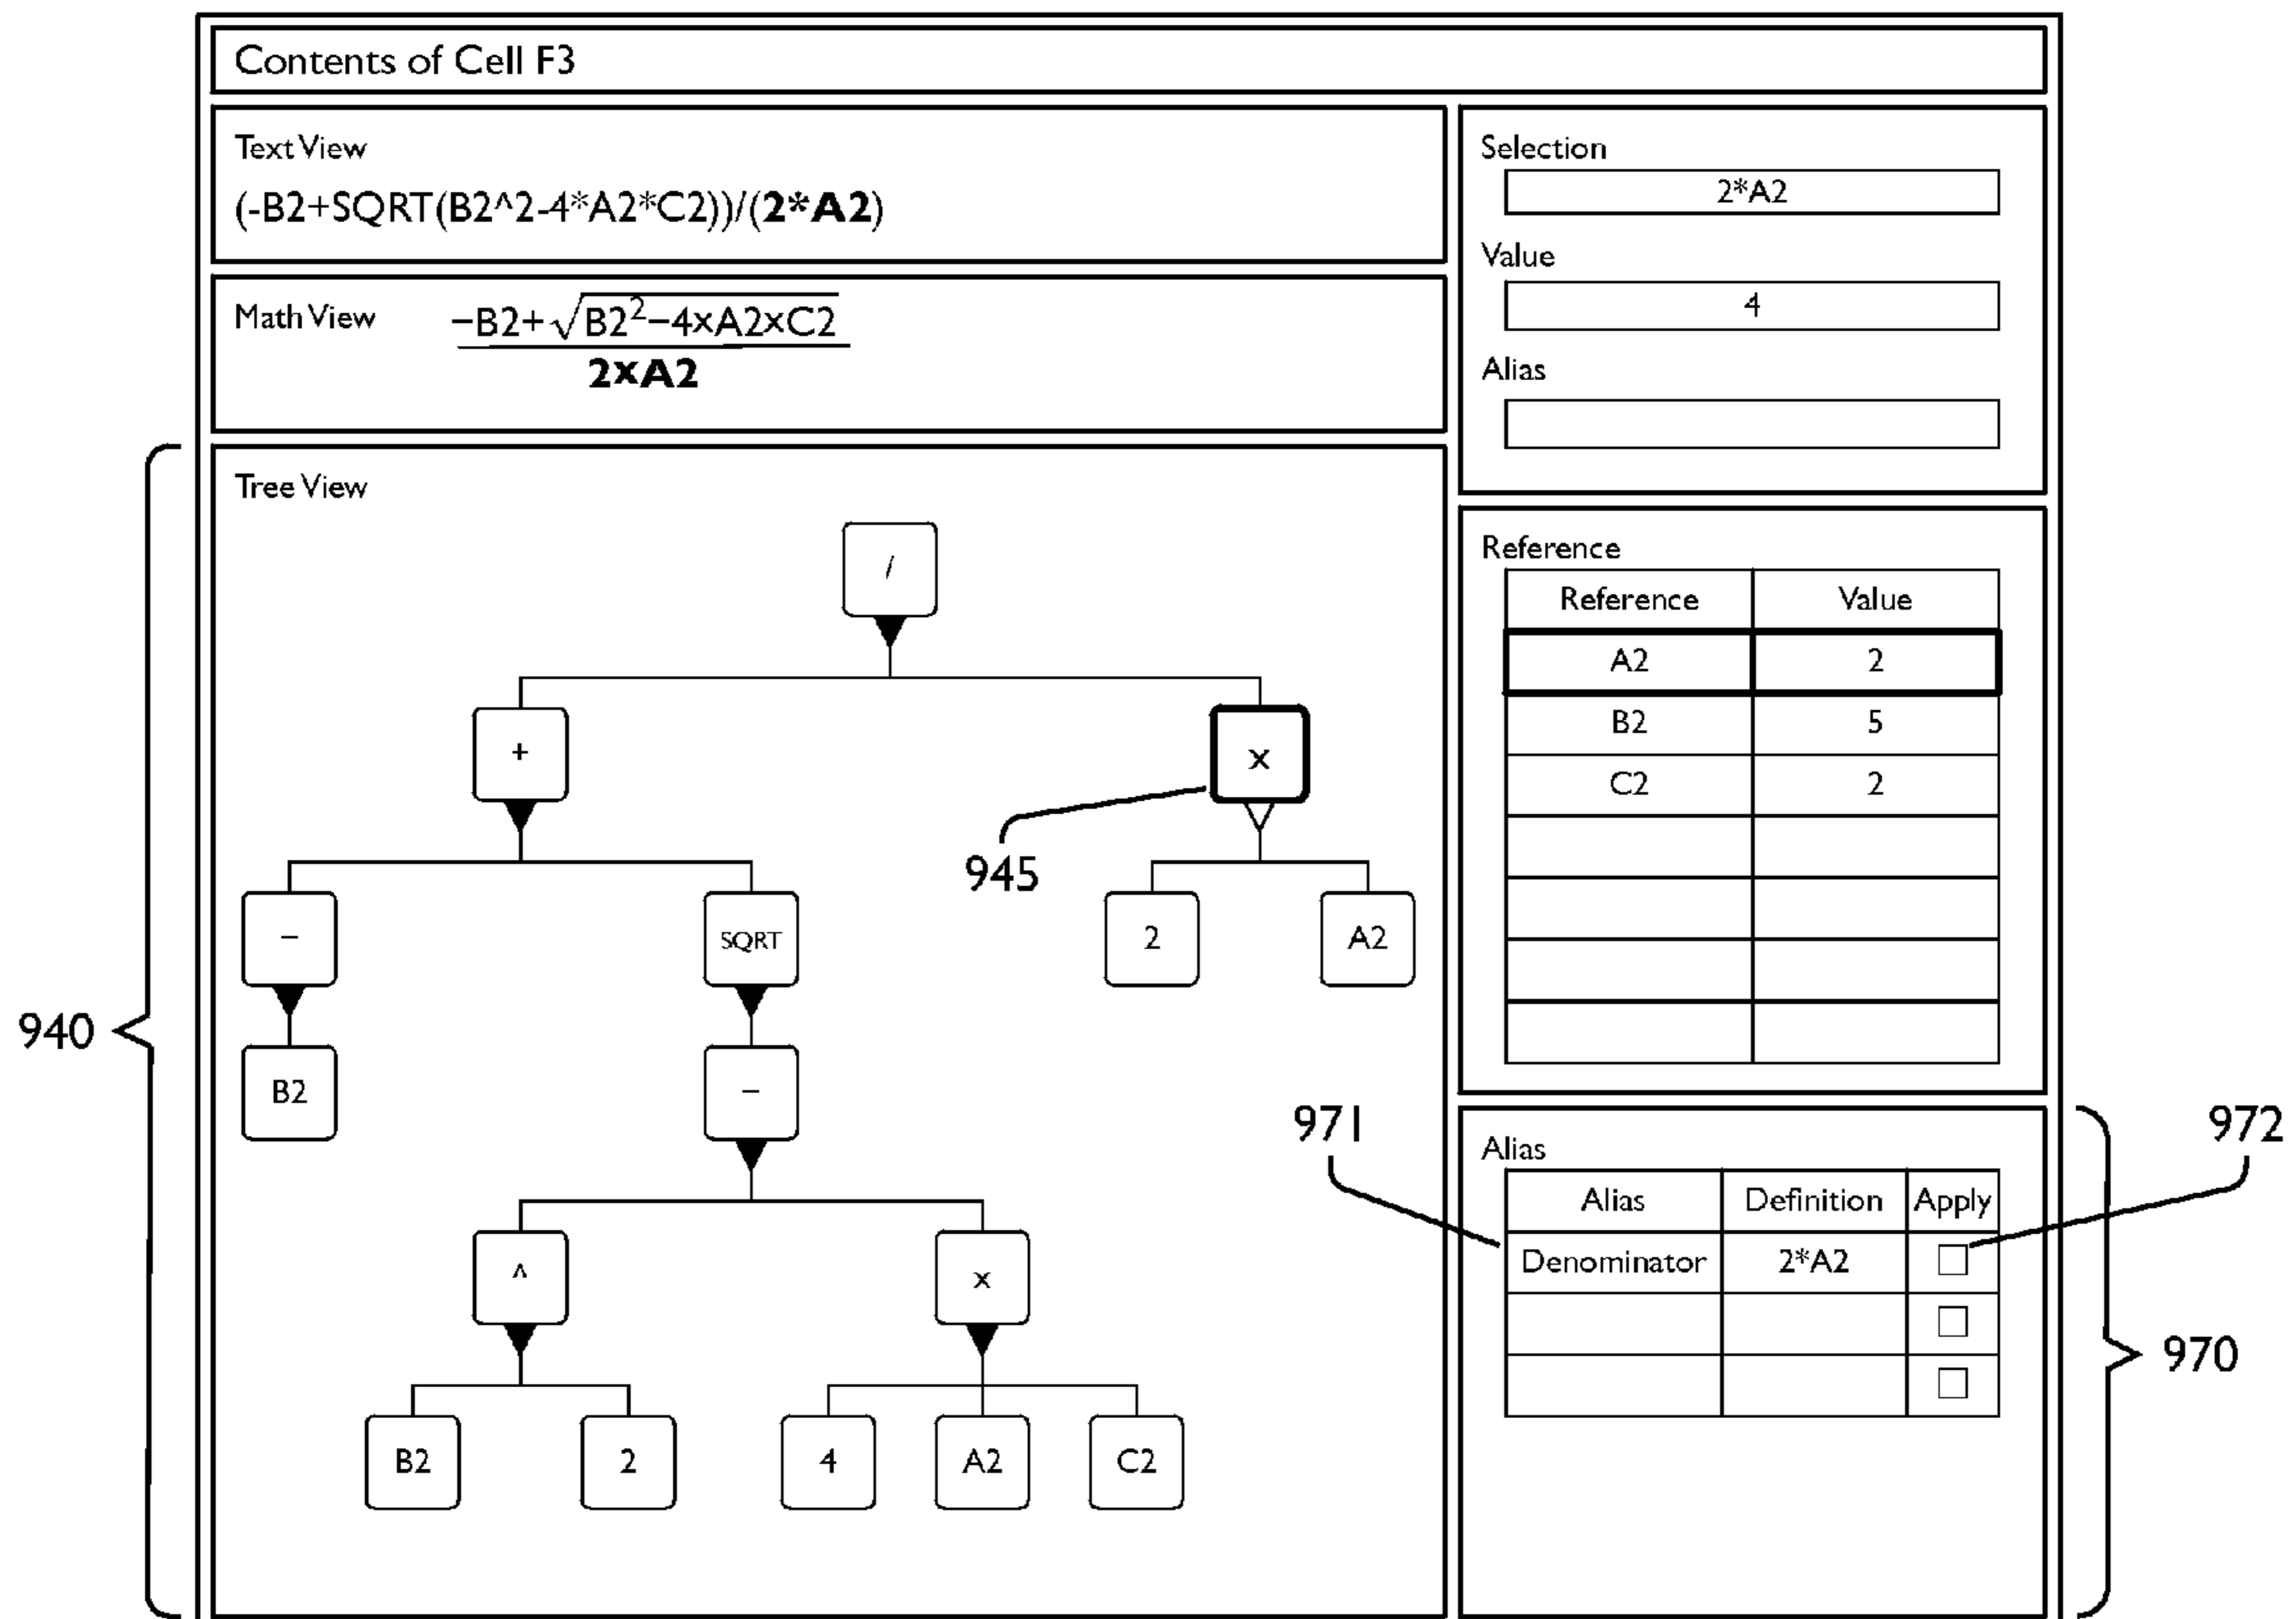 Contents of Cell F3
Text View
(-B2+SQRT(B2^2-4*A2*C2))/(2*A2)
Math View
−B2+√B2²−4xA2xC2
2xA2
Selection
2*A2
Value
4
Alias
Tree View
/
+ x
945
− SQRT 2 A2
940
B2 −
^ x
B2 2 4 A2 C2
Reference
Reference Value
A2 2
B2 5
C2 2
971
972
Alias
Alias Definition Apply
Denominator 2*A2
970